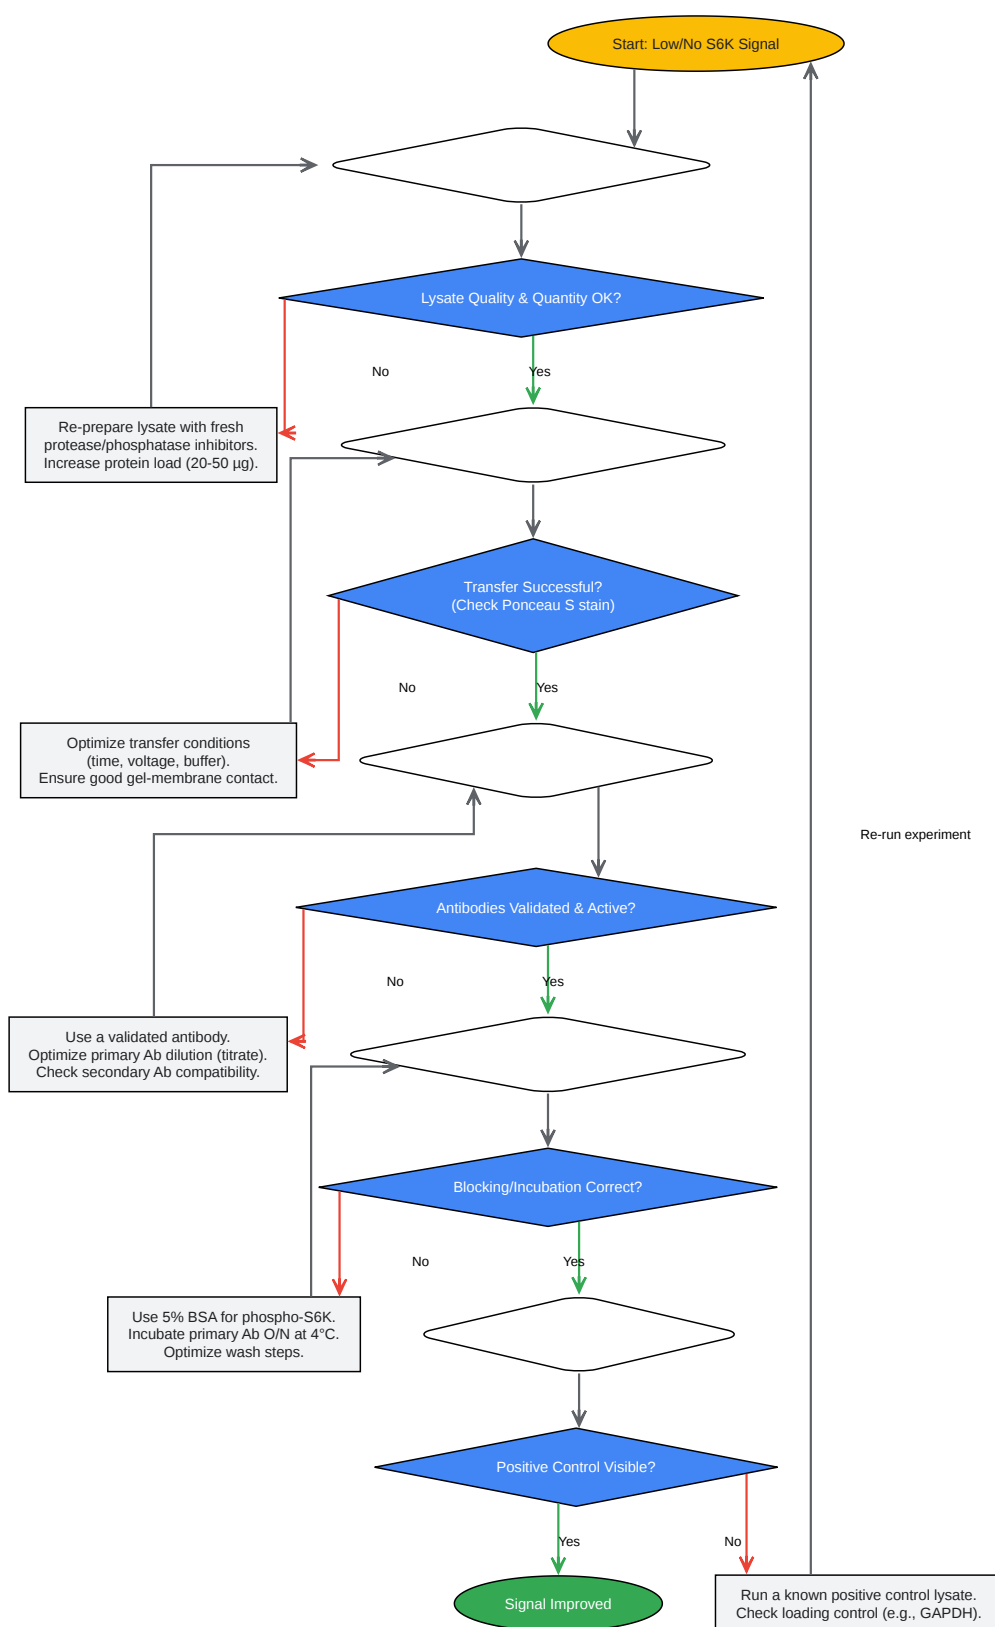 Start: Low/No S6K Signal
Lysate Quality & Quantity OK?
No
Yes
Re-prepare lysate with fresh
protease/phosphatase inhibitors.
Increase protein load (20-50 µg).
Transfer Successful?
(Check Ponceau S stain)
No
Yes
Optimize transfer conditions
(time, voltage, buffer).
Ensure good gel-membrane contact.
Re-run experiment
Antibodies Validated & Active?
No
Yes
Use a validated antibody.
Optimize primary Ab dilution (titrate).
Check secondary Ab compatibility.
Blocking/Incubation Correct?
No
Yes
Use 5% BSA for phospho-S6K.
Incubate primary Ab O/N at 4°C.
Optimize wash steps.
Positive Control Visible?
Yes
No
Signal Improved
Run a known positive control lysate.
Check loading control (e.g., GAPDH).